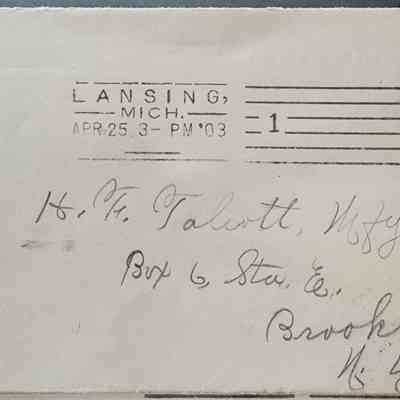 LANSING,
MICH.
APR 25 3 - PM '03
1
H. F. Talcott, Mfg
Box 6, Sta. E.
Brook
N. Y